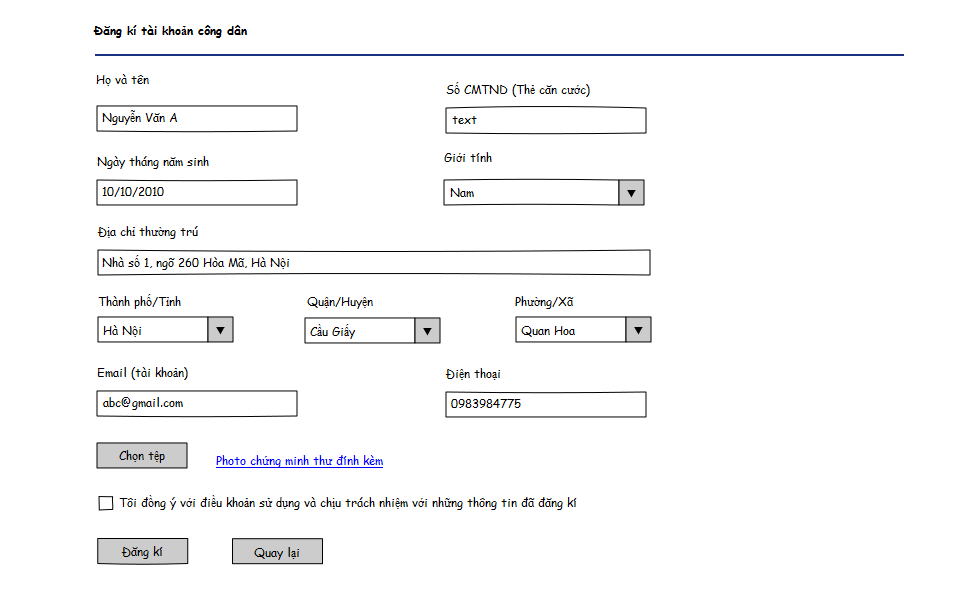 Đăng kí tài khoản công dân
Họ và tên
Số CMTND (Thẻ căn cước)
Nguyễn Văn A
text
Ngày tháng năm sinh
Giới tính
10/10/2010
Nam
Địa chỉ thường trú
Nhà số 1, ngõ 260 Hòa Mã, Hà Nội
Thành phố/Tỉnh
Quận/Huyện
Phường/Xã
Hà Nội
Cầu Giấy
Quan Hoa
Email (tài khoản)
Điện thoại
abc@gmail.com
0983984775
Chọn tệp
Photo chứng minh thư đính kèm
Tôi đồng ý với điều khoản sử dụng và chịu trách nhiệm với những thông tin đã đăng kí
Đăng kí
Quay lại